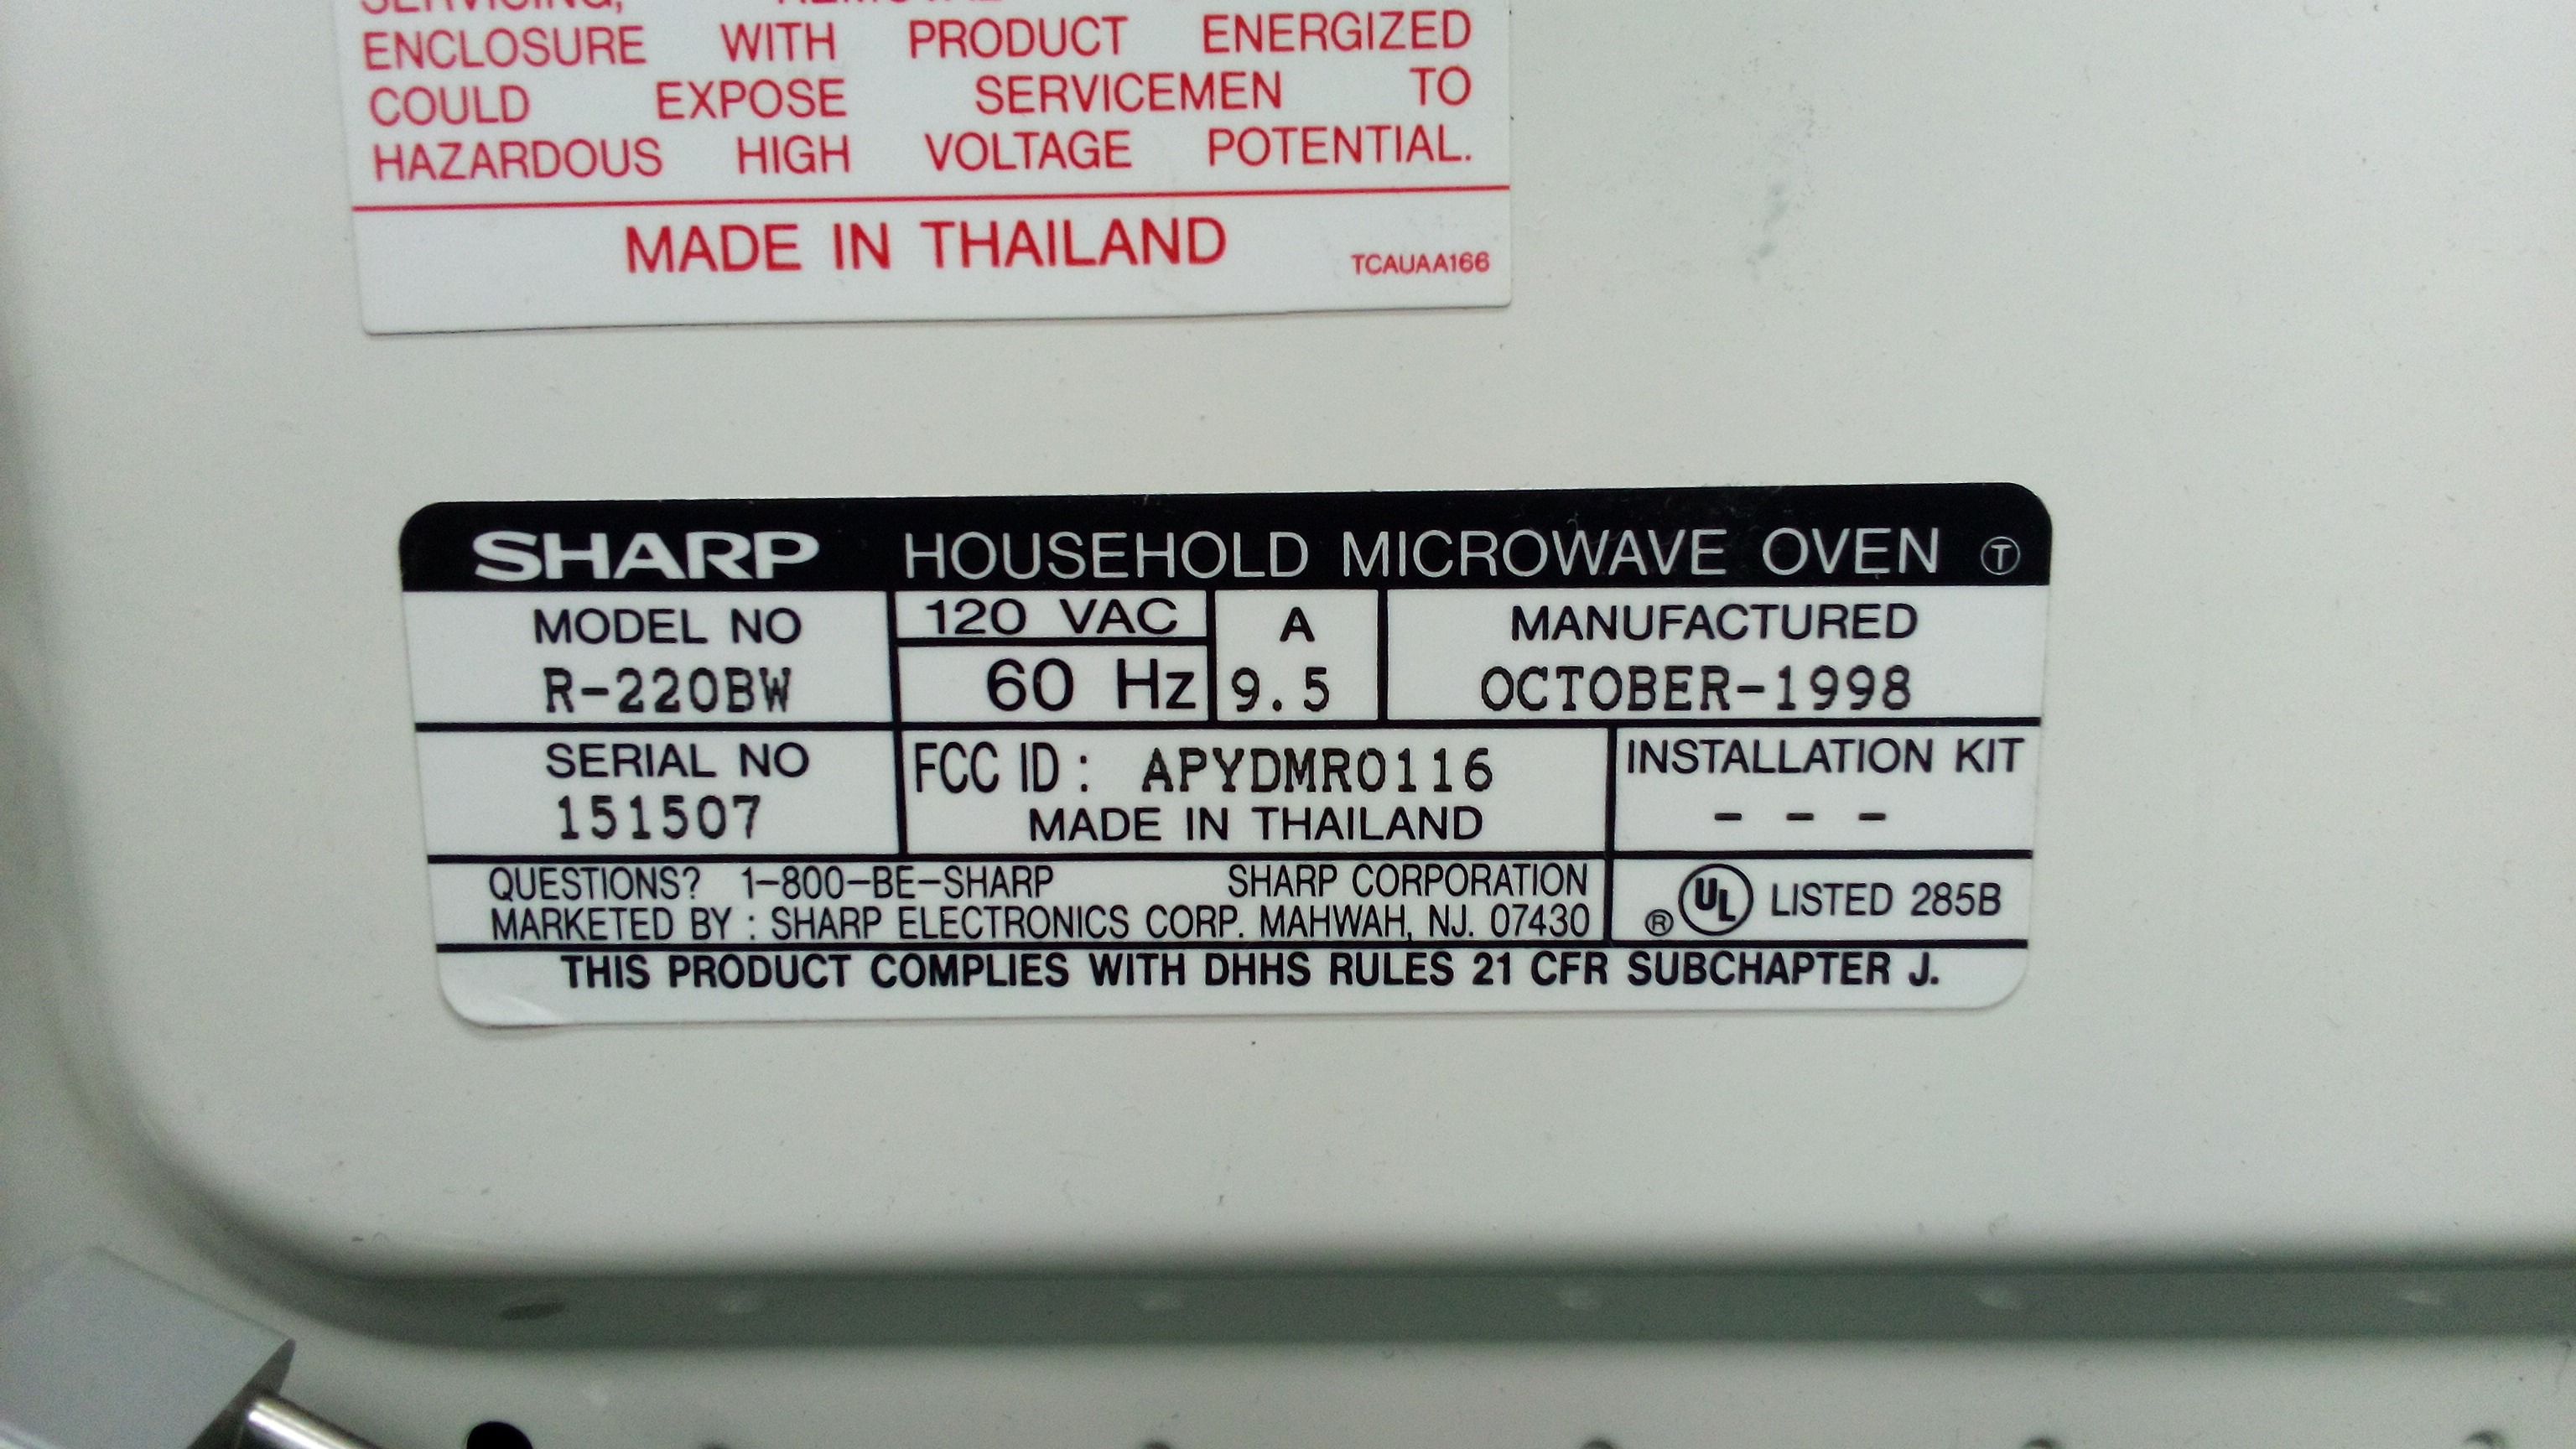 SERVICING, REMOVAL
ENCLOSURE WITH PRODUCT ENERGIZED
COULD EXPOSE SERVICEMEN TO
HAZARDOUS HIGH VOLTAGE POTENTIAL.
MADE IN THAILAND
TCAUAA166
SHARP HOUSEHOLD MICROWAVE OVEN Ⓣ
MODEL NO
R-220BW
120 VAC
60 Hz
A
9.5
MANUFACTURED
OCTOBER-1998
SERIAL NO
151507
FCC ID : APYDMR0116
MADE IN THAILAND
INSTALLATION KIT
- - -
QUESTIONS? 1-800-BE-SHARP SHARP CORPORATION
MARKETED BY : SHARP ELECTRONICS CORP. MAHWAH, NJ. 07430
® UL LISTED 285B
THIS PRODUCT COMPLIES WITH DHHS RULES 21 CFR SUBCHAPTER J.